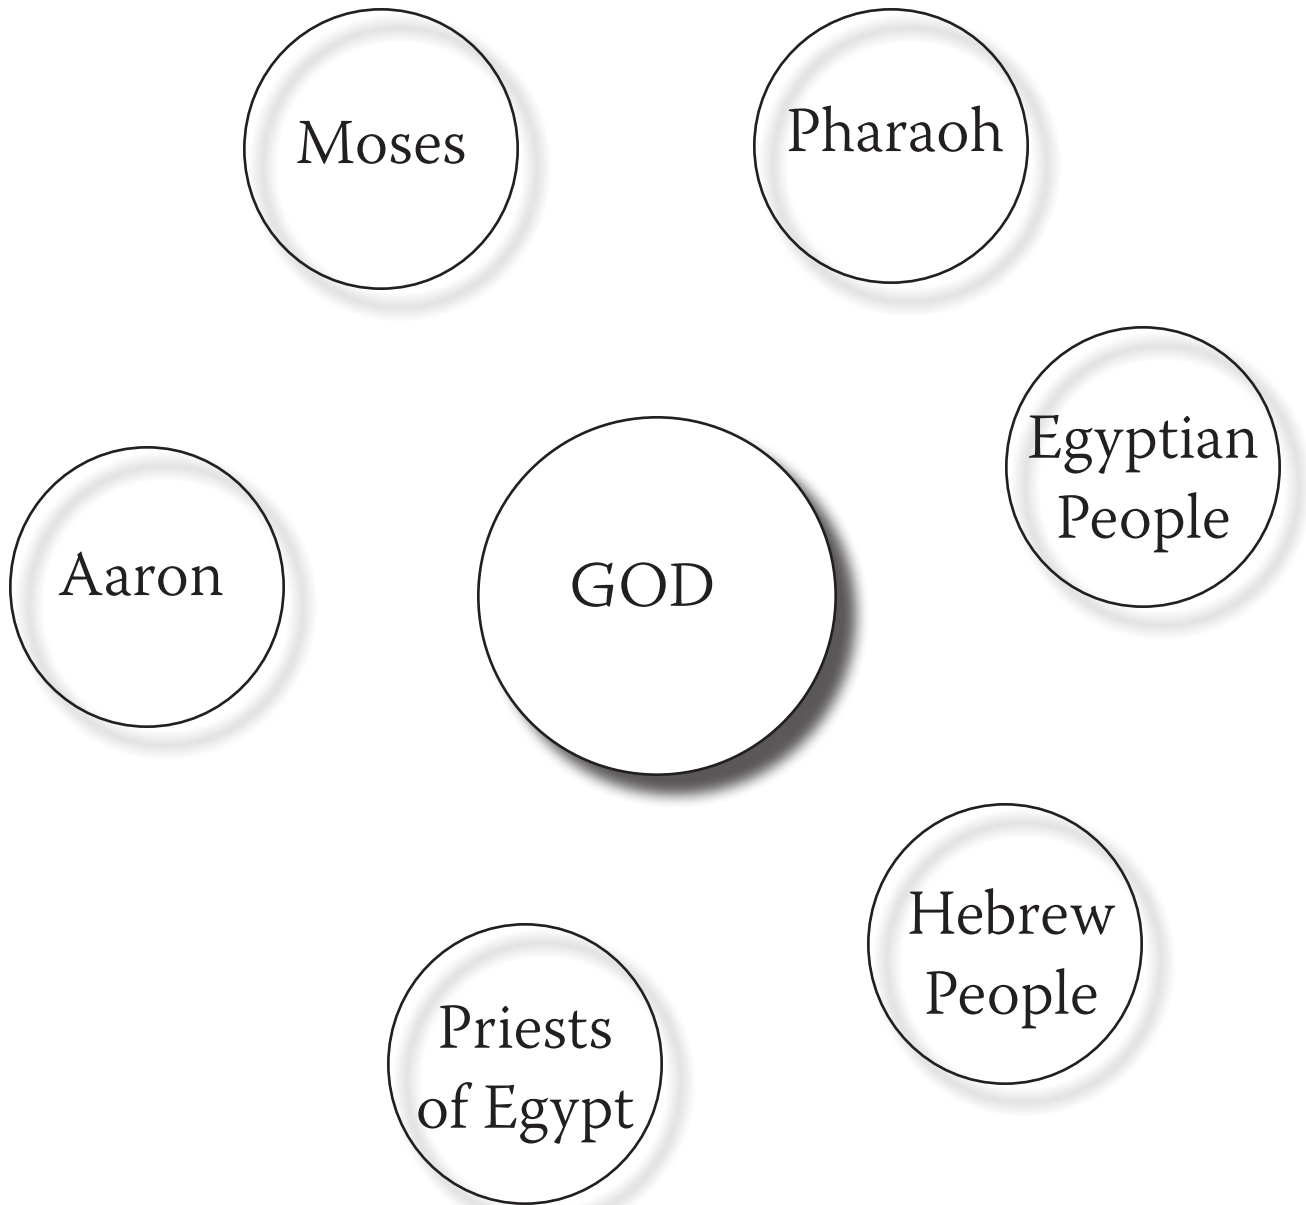 Moses
Pharaoh
Egyptian
People
Aaron
GOD
Hebrew
People
Priests
of Egypt